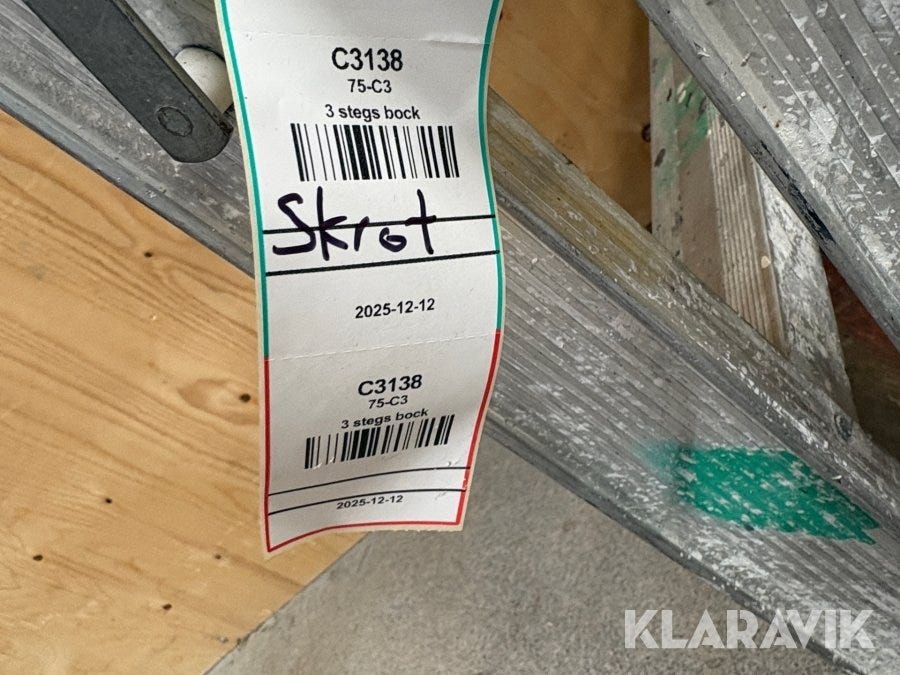 C3138
75-C3
3 stegs bock
Skrot
2025-12-12
C3138
75-C3
3 stegs bock
2025-12-12
KLARAVIK